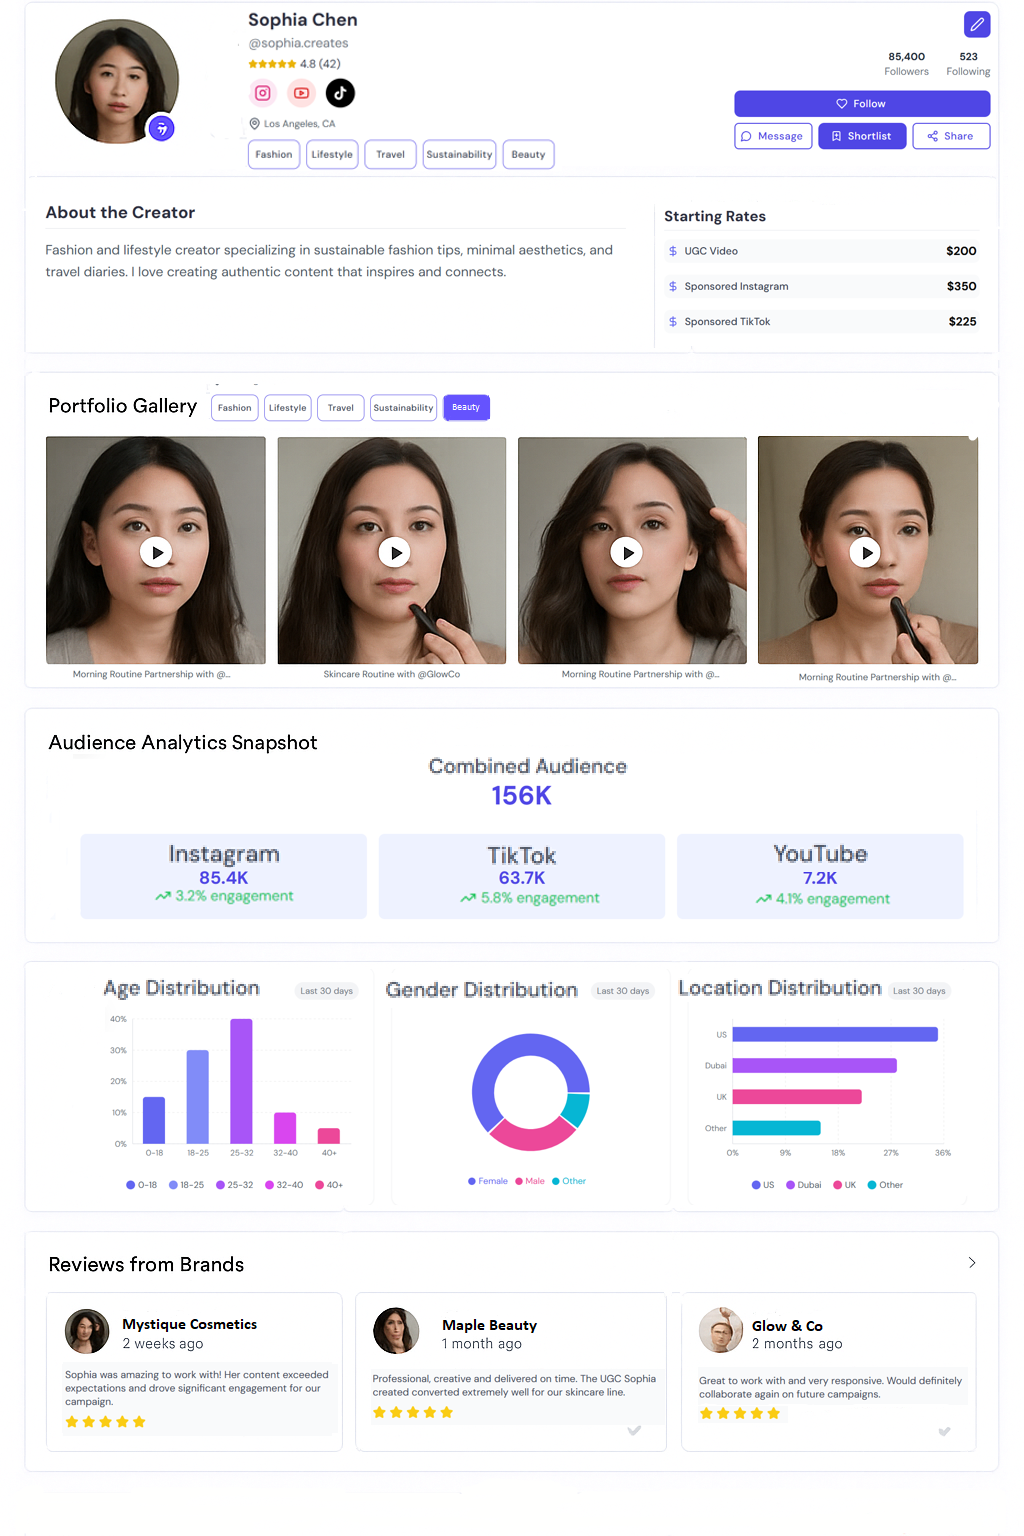 Sophia Chen
@sophia.creates
4.8 (42)
85,400
523
Followers
Following
Follow
Message
Shortlist
Share
Los Angeles, CA
Fashion
Lifestyle
Travel
Sustainability
Beauty
About the Creator
Fashion and lifestyle creator specializing in sustainable fashion tips, minimal aesthetics, and
travel diaries. I love creating authentic content that inspires and connects.
Starting Rates
$ UGC Video $200
$ Sponsored Instagram $350
$ Sponsored TikTok $225
Portfolio Gallery
Fashion
Lifestyle
Travel
Sustainability
Beauty
Morning Routine Partnership with @...
Skincare Routine with @GlowCo
Morning Routine Partnership with @...
Morning Routine Partnership with @...
Audience Analytics Snapshot
Combined Audience
156K
Instagram
85.4K
3.2% engagement
TikTok
63.7K
5.8% engagement
YouTube
7.2K
4.1% engagement
Age Distribution
Last 30 days
40%
30%
20%
10%
0%
0-18
18-25
25-32
32-40
40+
0-18
18-25
25-32
32-40
40+
Gender Distribution
Last 30 days
Female
Male
Other
Location Distribution
Last 30 days
US
Dubai
UK
Other
0%
9%
18%
27%
36%
US
Dubai
UK
Other
Reviews from Brands
Mystique Cosmetics
2 weeks ago
Sophia was amazing to work with! Her content exceeded
expectations and drove significant engagement for our
campaign.
Maple Beauty
1 month ago
Professional, creative and delivered on time. The UGC Sophia
created converted extremely well for our skincare line.
Glow & Co
2 months ago
Great to work with and very responsive. Would definitely
collaborate again on future campaigns.